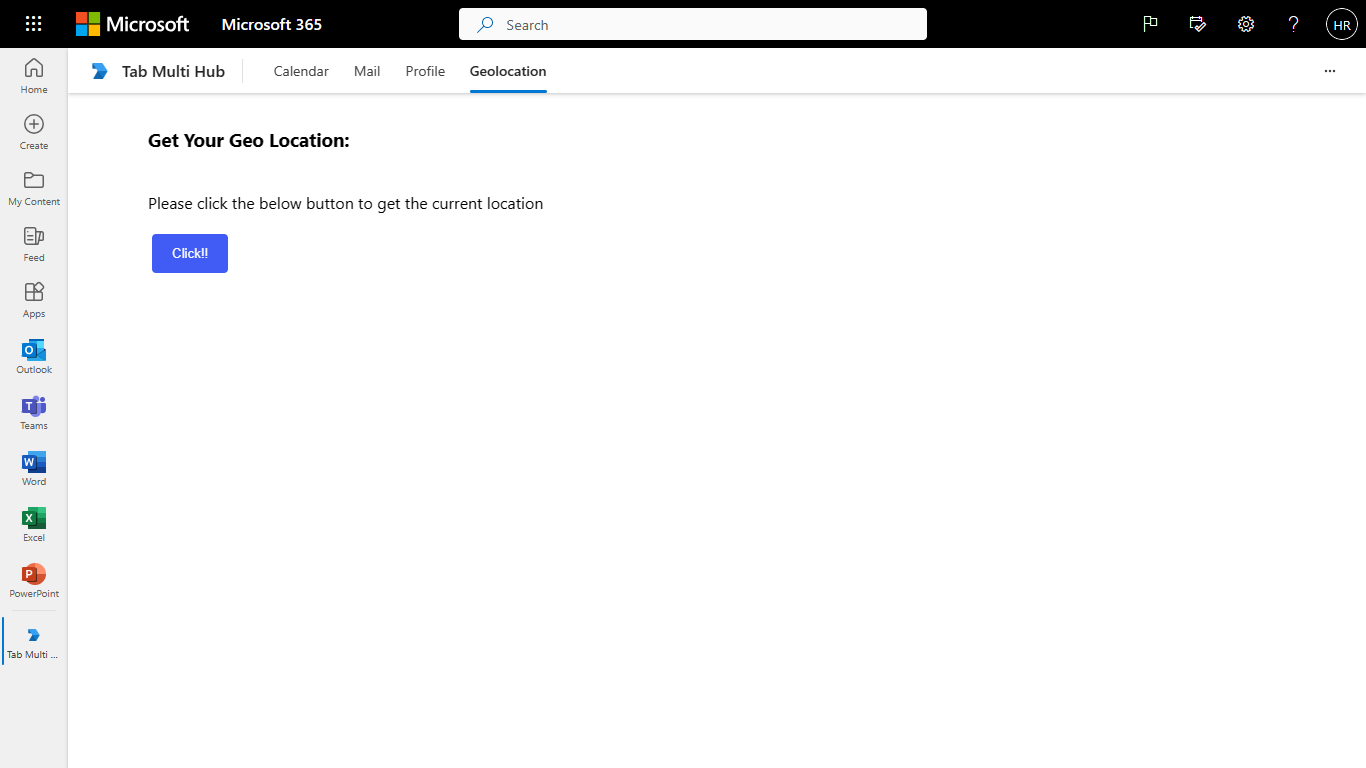 Microsoft Microsoft 365 Search HR
Home
Create
My Content
Feed
Apps
Outlook
Teams
Word
Excel
PowerPoint
Tab Multi ...
Tab Multi Hub Calendar Mail Profile Geolocation
Get Your Geo Location:
Please click the below button to get the current location
Click!!